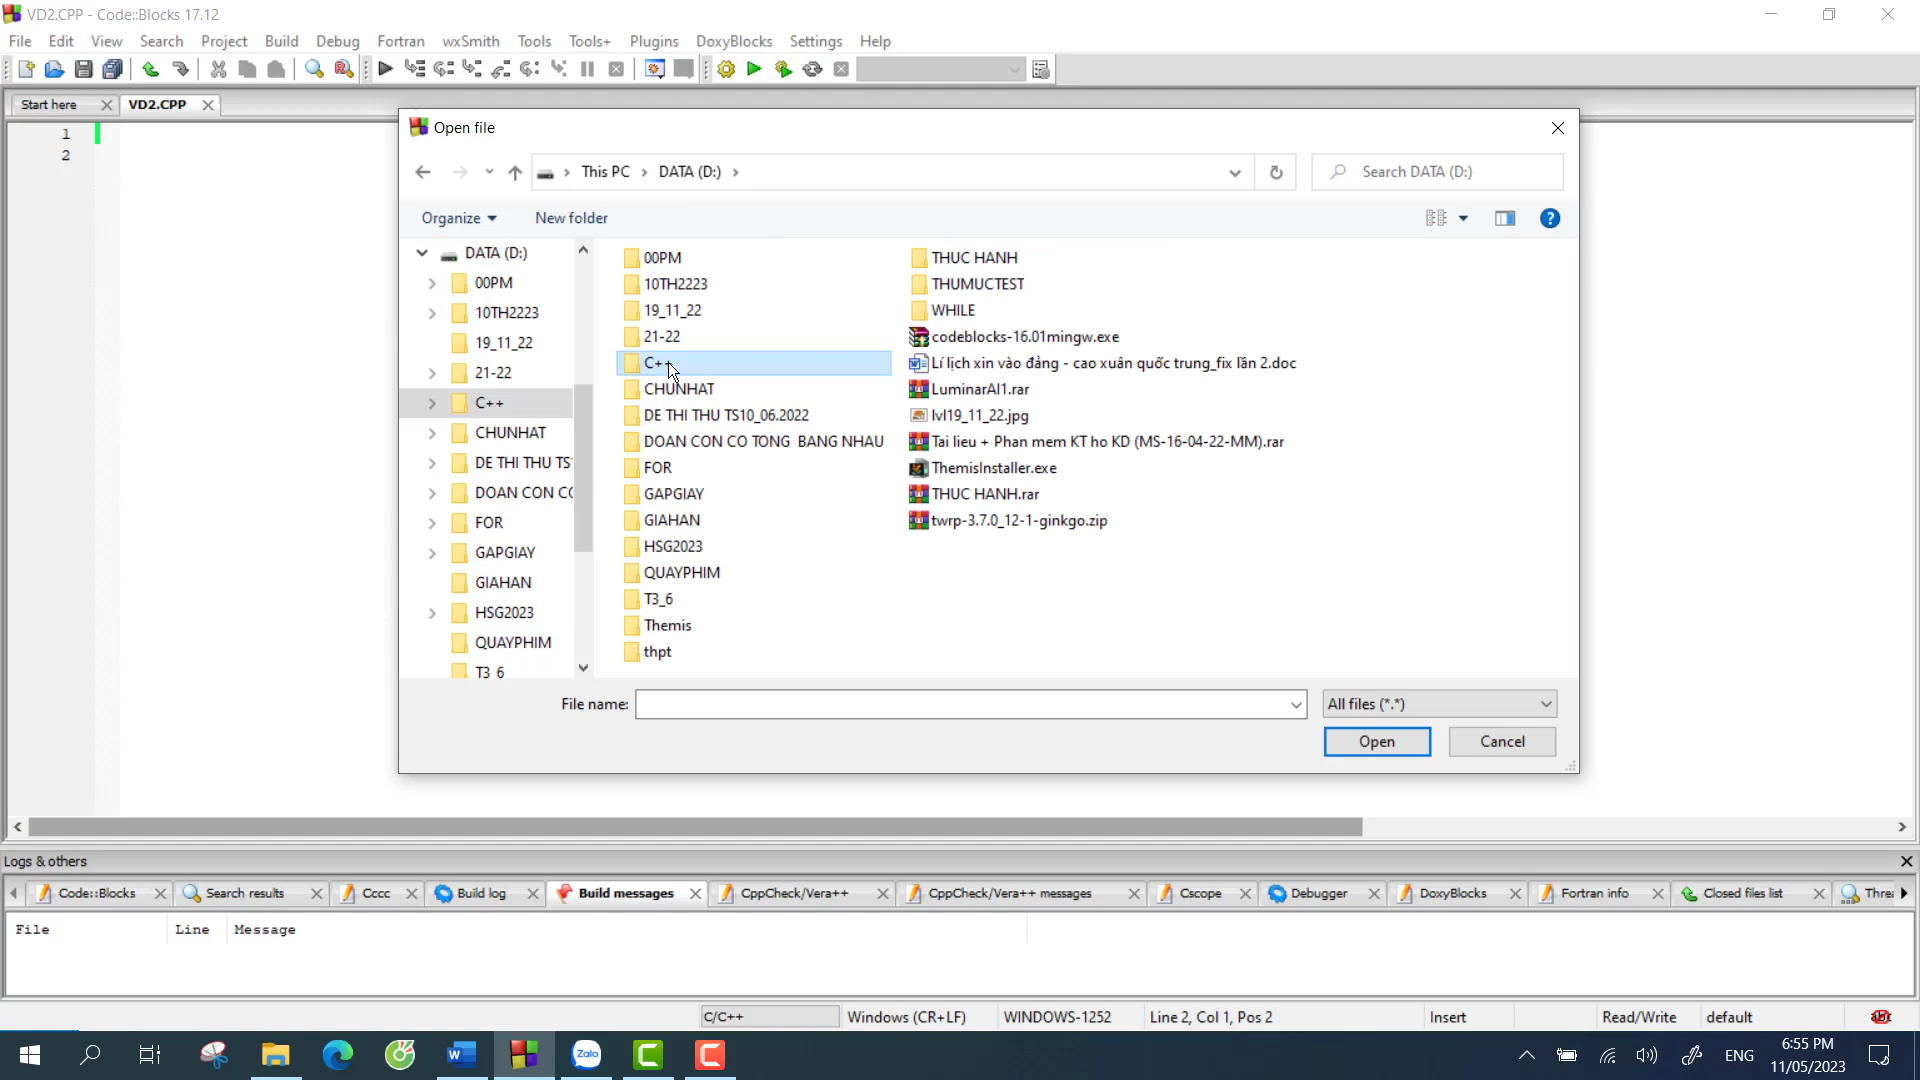 VD2.CPP - Code::Blocks 17.12
File Edit View Search Project Build Debug Fortran wxSmith Tools Tools+ Plugins DoxyBlocks Settings Help
Start here VD2.CPP
1
2
Open file
This PC DATA (D:)
Search DATA (D:)
Organize New folder
DATA (D:)
00PM
10TH2223
19_11_22
21-22
C++
CHUNHAT
DE THI THU TS
DOAN CON C
FOR
GAPGIAY
GIAHAN
HSG2023
QUAYPHIM
T3_6
00PM
10TH2223
19_11_22
21-22
C++
CHUNHAT
DE THI THU TS10_06.2022
DOAN CON CO TONG BANG NHAU
FOR
GAPGIAY
GIAHAN
HSG2023
QUAYPHIM
T3_6
Themis
thpt
THUC HANH
THUMUCTEST
WHILE
codeblocks-16.01mingw.exe
Lí lịch xin vào đảng - cao xuân quốc trung_fix lần 2.doc
LuminarAI1.rar
lvl19_11_22.jpg
Tai lieu + Phan mem KT ho KD (MS-16-04-22-MM).rar
ThemisInstaller.exe
THUC HANH.rar
twrp-3.7.0_12-1-ginkgo.zip
File name:
All files (*.*)
Open Cancel
Logs & others
Code::Blocks Search results Cccc Build log Build messages CppCheck/Vera++ CppCheck/Vera++ messages Cscope Debugger DoxyBlocks Fortran info Closed files list Threa
File Line Message
C/C++ Windows (CR+LF) WINDOWS-1252 Line 2, Col 1, Pos 2 Insert Read/Write default
Zalo
ENG
6:55 PM
11/05/2023